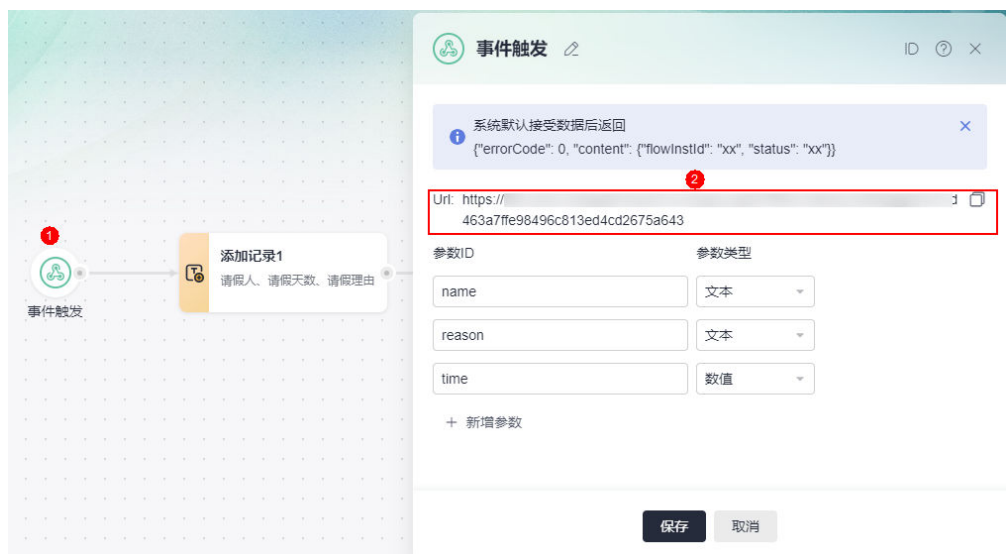 1
事件触发
添加记录1
请假人、请假天数、请假理由
事件触发
ID
系统默认接受数据后返回
{"errorCode": 0, "content": {"flowInstId": "xx", "status": "xx"}}
2
Url: https://
463a7ffe98496c813ed4cd2675a643
参数ID 参数类型
name 文本
reason 文本
time 数值
+ 新增参数
保存 取消